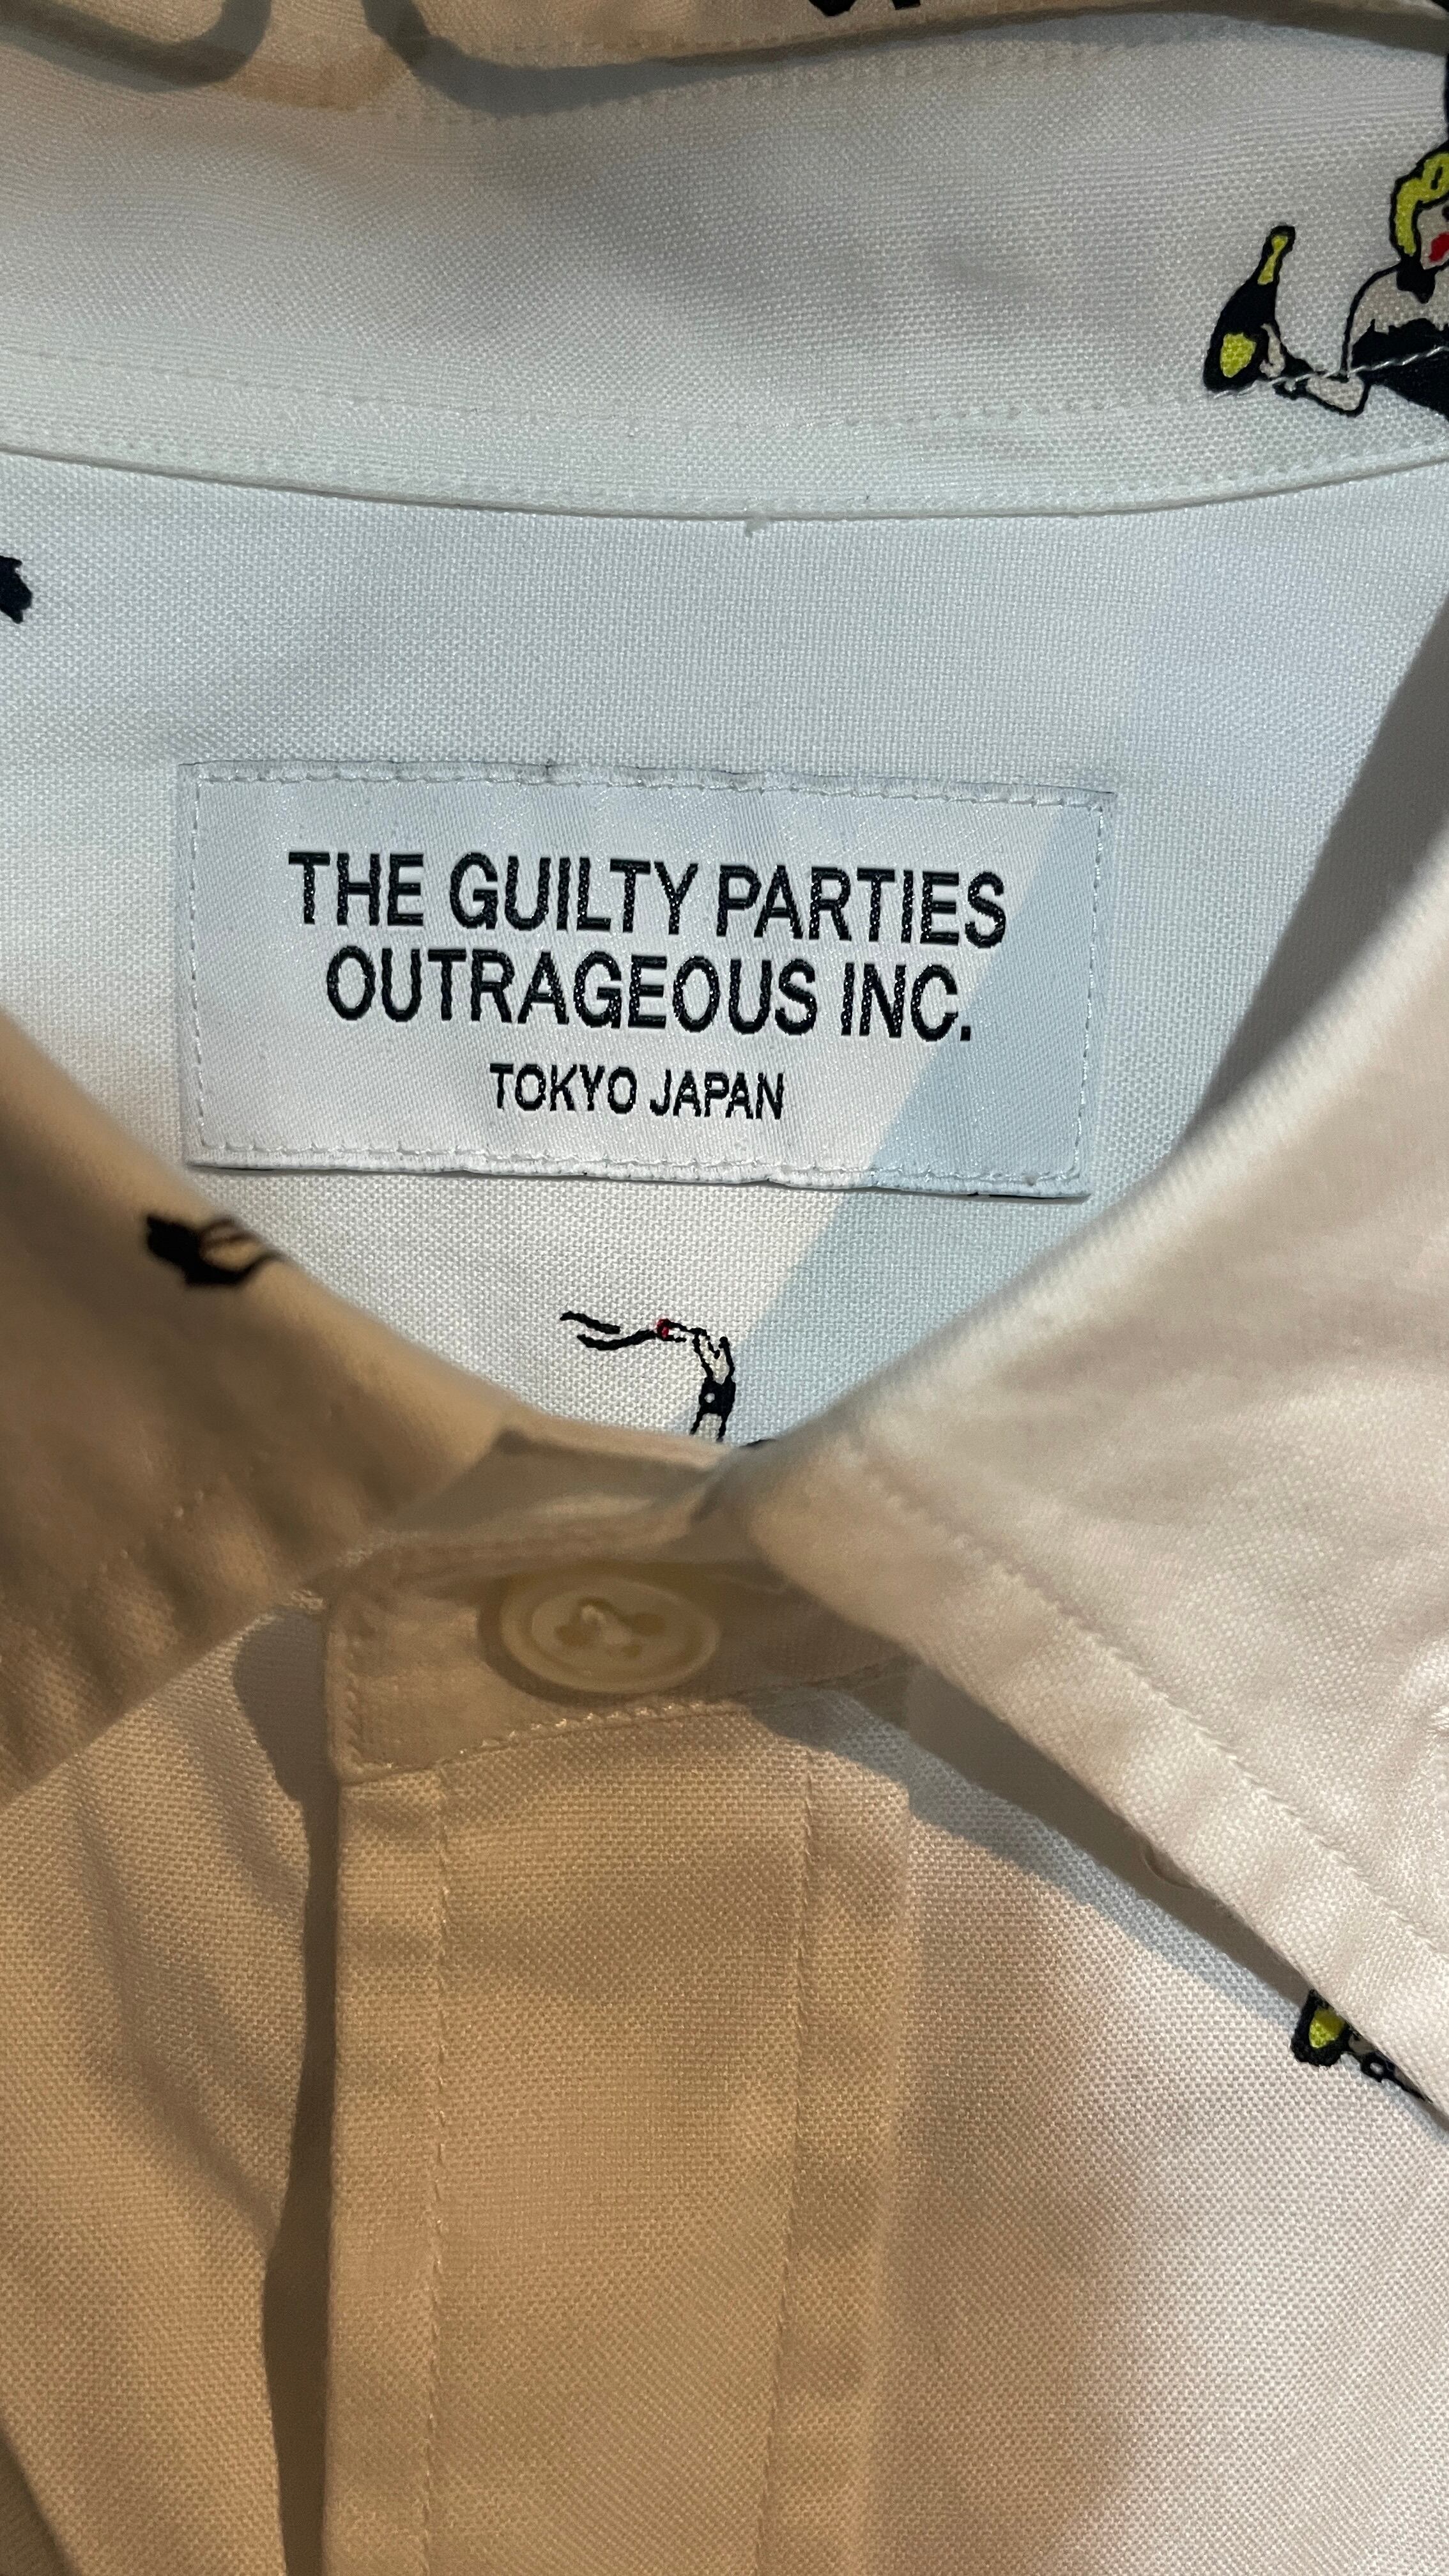 THE GUILTY PARTIES
OUTRAGEOUS INC.
TOKYO JAPAN